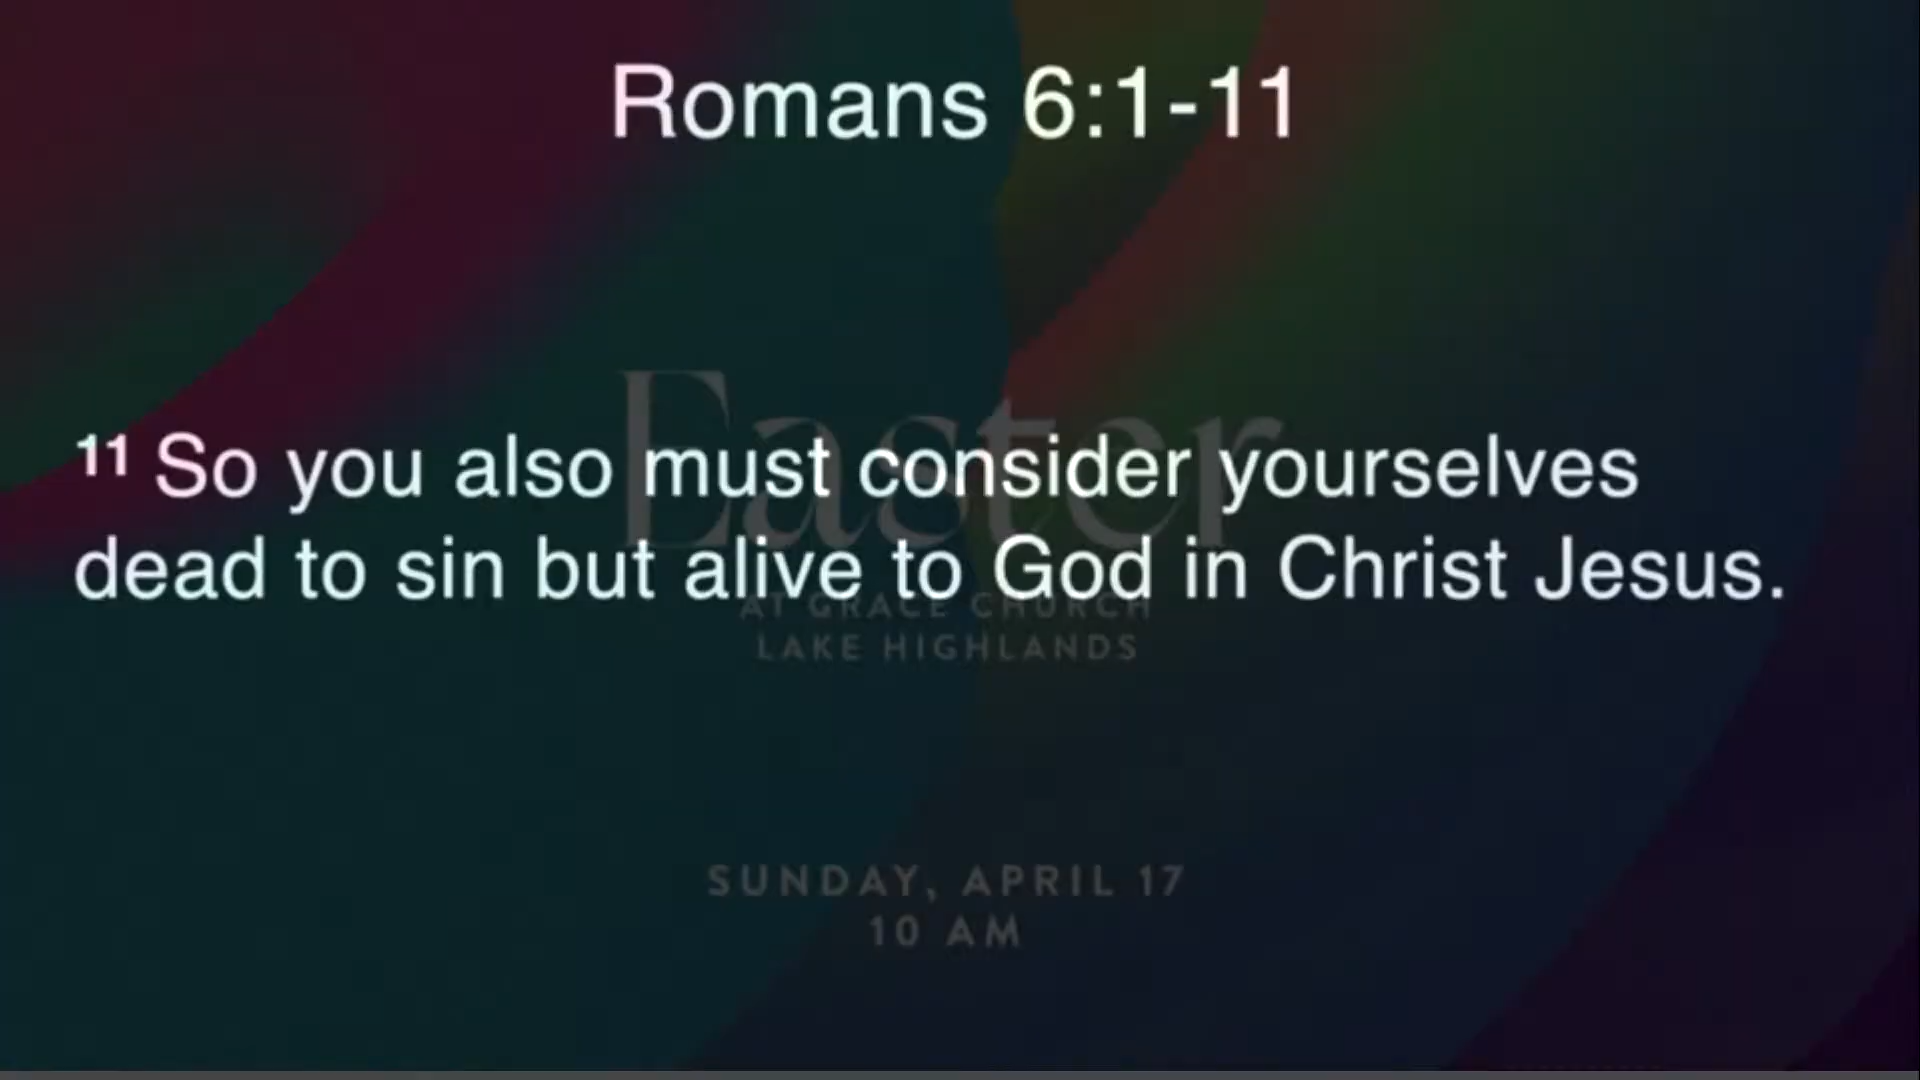 Romans 6:1-11
Easter
11 So you also must consider yourselves
dead to sin but alive to God in Christ Jesus.
AT GRACE CHURCH
LAKE HIGHLANDS
SUNDAY, APRIL 17
10 AM